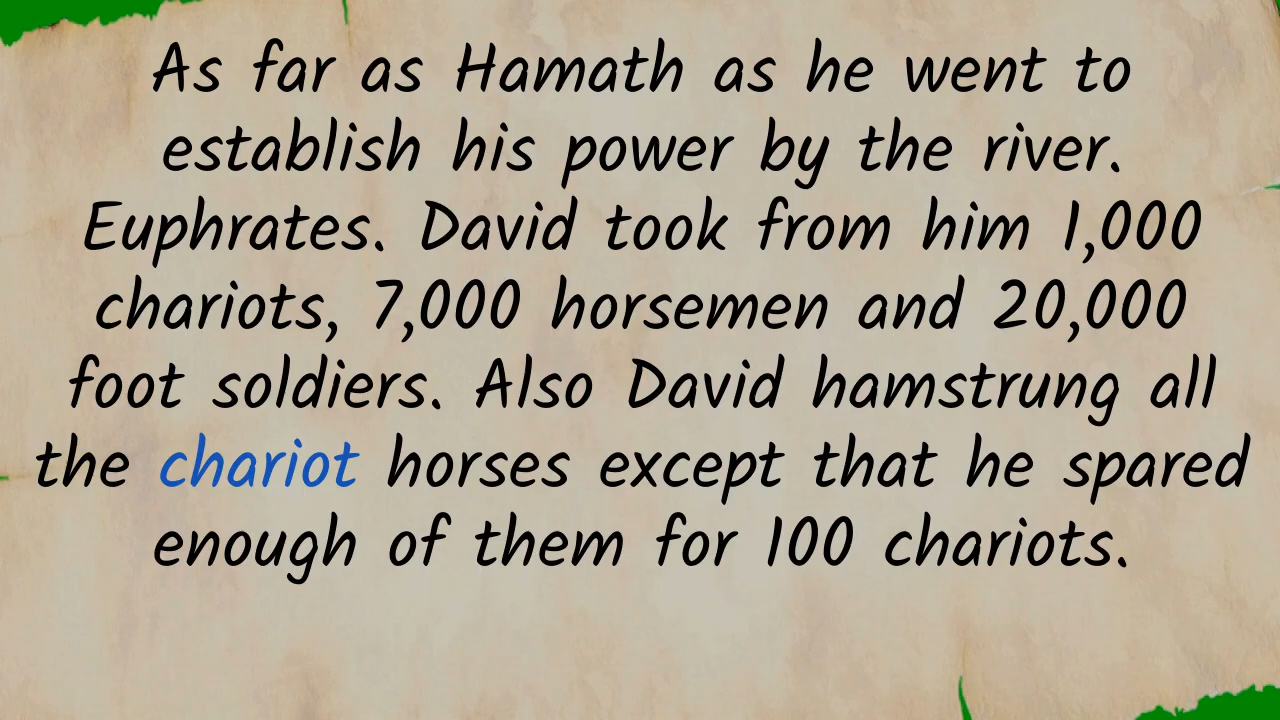 As far as Hamath as he went to
establish his power by the river.
Euphrates. David took from him 1,000
chariots, 7,000 horsemen and 20,000
foot soldiers. Also David hamstrung all
the chariot horses except that he spared
enough of them for 100 chariots.